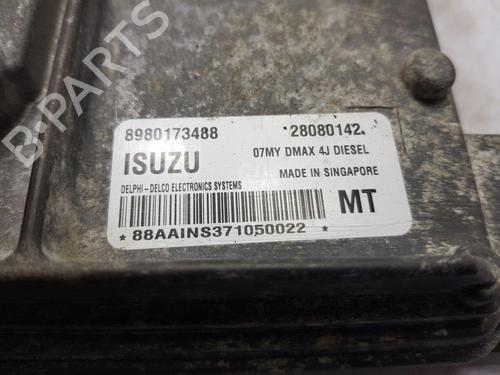 B-PARTS
8980173488 28080142.
ISUZU 07MY DMAX 4J DIESEL
DELPHI-DELCO ELECTRONICS SYSTEMS MADE IN SINGAPORE
MT
*88AAINS371050022*